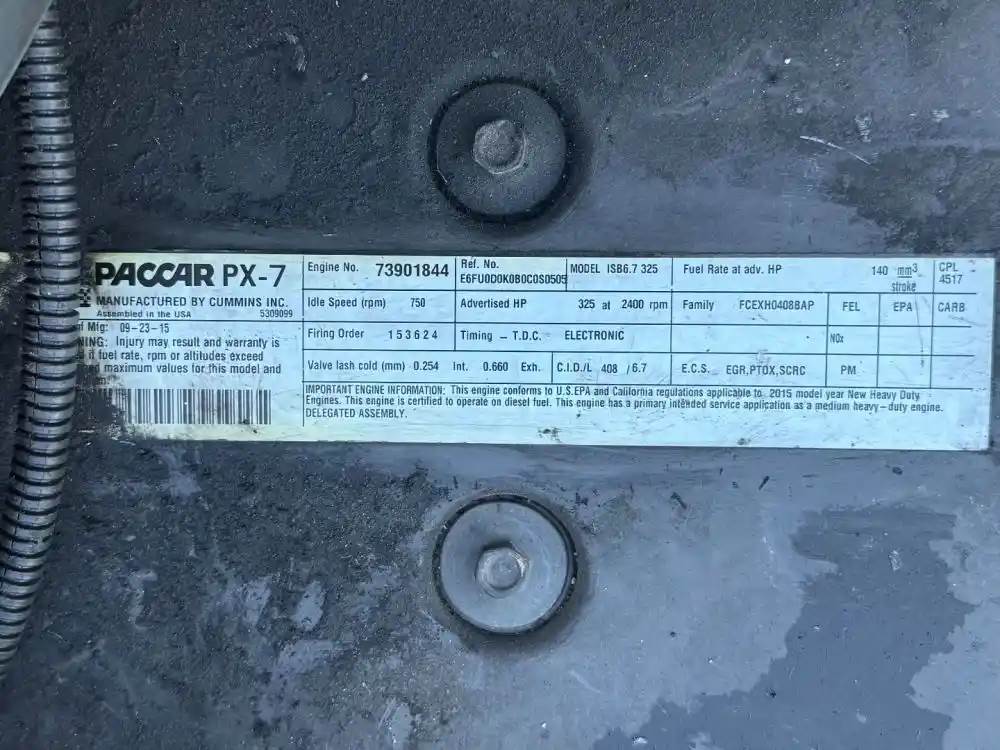 PACCAR PX-7
MANUFACTURED BY CUMMINS INC.
Assembled in the USA 5309099
Mfg: 09-23-15
NING: Injury may result and warranty is
if fuel rate, rpm or altitudes exceed
maximum values for this model and
Engine No. 73901844
Ref. No.
E6FU0D0K0B0C0S0505
MODEL ISB6.7 325
Fuel Rate at adv. HP 140 mm3
stroke
CPL
4517
Idle Speed (rpm) 750
Advertised HP 325 at 2400 rpm
Family FCEXH0408BAP
FEL EPA CARB
Firing Order 1 5 3 6 2 4
Timing - T.D.C. ELECTRONIC
NOx
Valve lash cold (mm) 0.254 Int. 0.660 Exh.
C.I.D./L 408 / 6.7
E.C.S. EGR,PTOX,SCRC
PM
IMPORTANT ENGINE INFORMATION: This engine conforms to U.S.EPA and California regulations applicable to 2015 model year New Heavy Duty
Engines. This engine is certified to operate on diesel fuel. This engine has a primary intended service application as a medium heavy-duty engine.
DELEGATED ASSEMBLY.